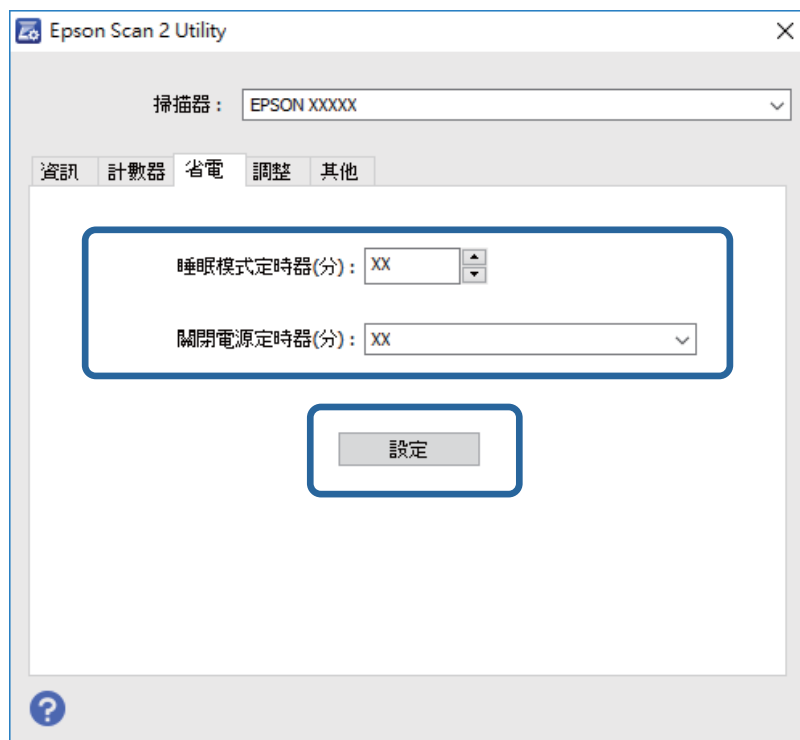 Epson Scan 2 Utility
掃描器： EPSON XXXXX
資訊 計數器 省電 調整 其他
睡眠模式定時器(分)： XX
關閉電源定時器(分)： XX
設定
?